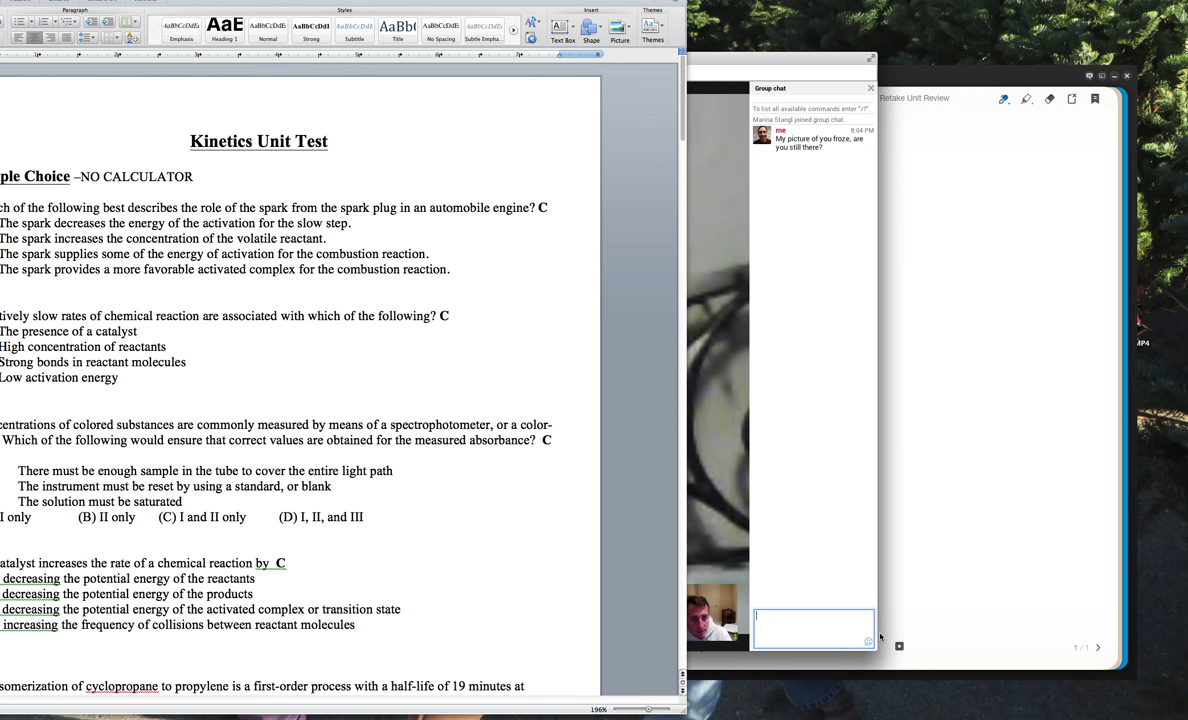 Paragraph
Styles
Insert
Themes
AaBbCcDdEe
AaE
AaBbCcDdEe
AaBbCcDdl
AaBbCcDdl
AaBb(
AaBbCcDdEe
AaBbCcDdEe
Emphasis
Heading 1
Normal
Strong
Subtitle
Title
No Spacing
Subtle Empha...
Text Box
Shape
Picture
Themes
Kinetics Unit Test
ple Choice –NO CALCULATOR
ch of the following best describes the role of the spark from the spark plug in an automobile engine? C
The spark decreases the energy of the activation for the slow step.
The spark increases the concentration of the volatile reactant.
The spark supplies some of the energy of activation for the combustion reaction.
The spark provides a more favorable activated complex for the combustion reaction.
tively slow rates of chemical reaction are associated with which of the following? C
The presence of a catalyst
High concentration of reactants
Strong bonds in reactant molecules
Low activation energy
centrations of colored substances are commonly measured by means of a spectrophotometer, or a color-
Which of the following would ensure that correct values are obtained for the measured absorbance? C
There must be enough sample in the tube to cover the entire light path
The instrument must be reset by using a standard, or blank
The solution must be saturated
I only (B) II only (C) I and II only (D) I, II, and III
atalyst increases the rate of a chemical reaction by C
decreasing the potential energy of the reactants
decreasing the potential energy of the products
decreasing the potential energy of the activated complex or transition state
increasing the frequency of collisions between reactant molecules
somerization of cyclopropane to propylene is a first-order process with a half-life of 19 minutes at
196%
Group chat
To list all available commands enter "/?".
Marina Stangl joined group chat.
me 8:04 PM
My picture of you froze, are
you still there?
Retake Unit Review
1 / 1
MP4